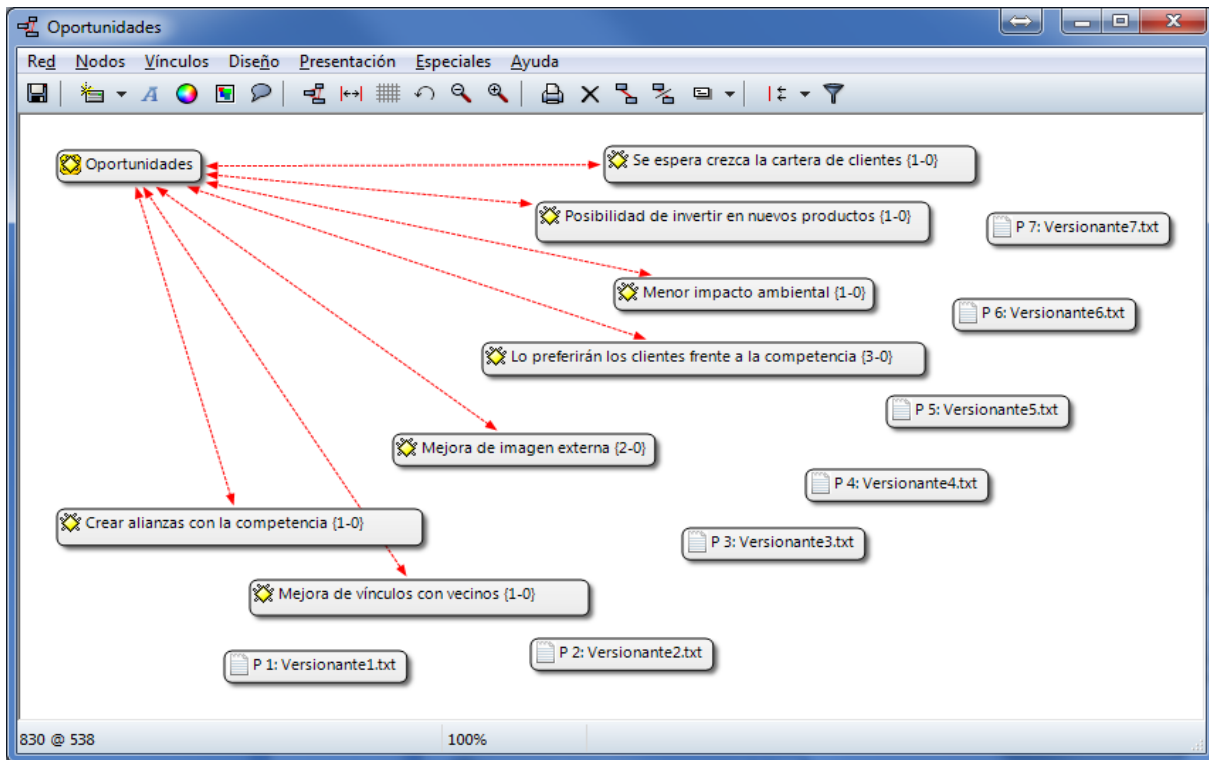 Oportunidades
Red Nodos Vínculos Diseño Presentación Especiales Ayuda
Oportunidades
Se espera crezca la cartera de clientes {1-0}
Posibilidad de invertir en nuevos productos {1-0}
P 7: Versionante7.txt
Menor impacto ambiental {1-0}
P 6: Versionante6.txt
Lo preferirán los clientes frente a la competencia {3-0}
P 5: Versionante5.txt
Mejora de imagen externa {2-0}
P 4: Versionante4.txt
Crear alianzas con la competencia {1-0}
P 3: Versionante3.txt
Mejora de vínculos con vecinos {1-0}
P 1: Versionante1.txt
P 2: Versionante2.txt
830 @ 538
100%